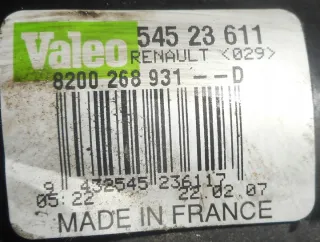 Valeo 545 23 611
RENAULT <029>
8200 268 931 -- D
9 432545 236117
05:22 22.02.07
MADE IN FRANCE